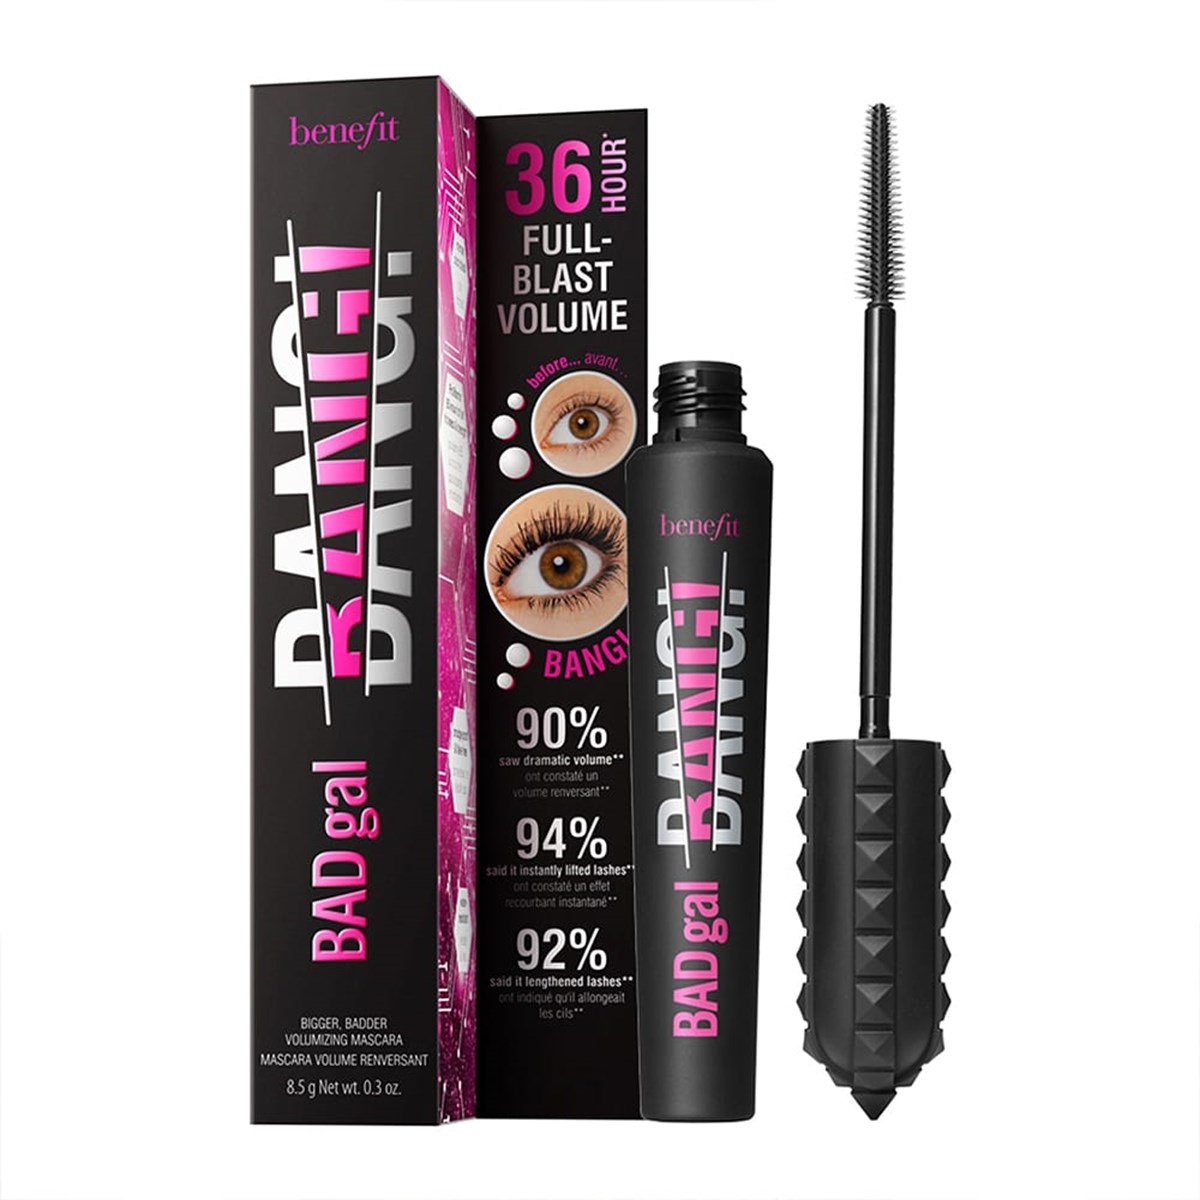 benefit
BANG!
BAD gal
BIGGER, BADDER
VOLUMIZING MASCARA
MASCARA VOLUME RENVERSANT
8.5 g Net wt. 0.3 oz.
36
HOUR*
FULL-
BLAST
VOLUME
before... avant...
BANG!
90%
saw dramatic volume**
ont constaté un
volume renversant**
94%
said it instantly lifted lashes**
ont constaté un effet
recourbant instantané**
92%
said it lengthened lashes**
ont indiqué qu'il allongeait
les cils**
benefit
BANG!
BAD gal